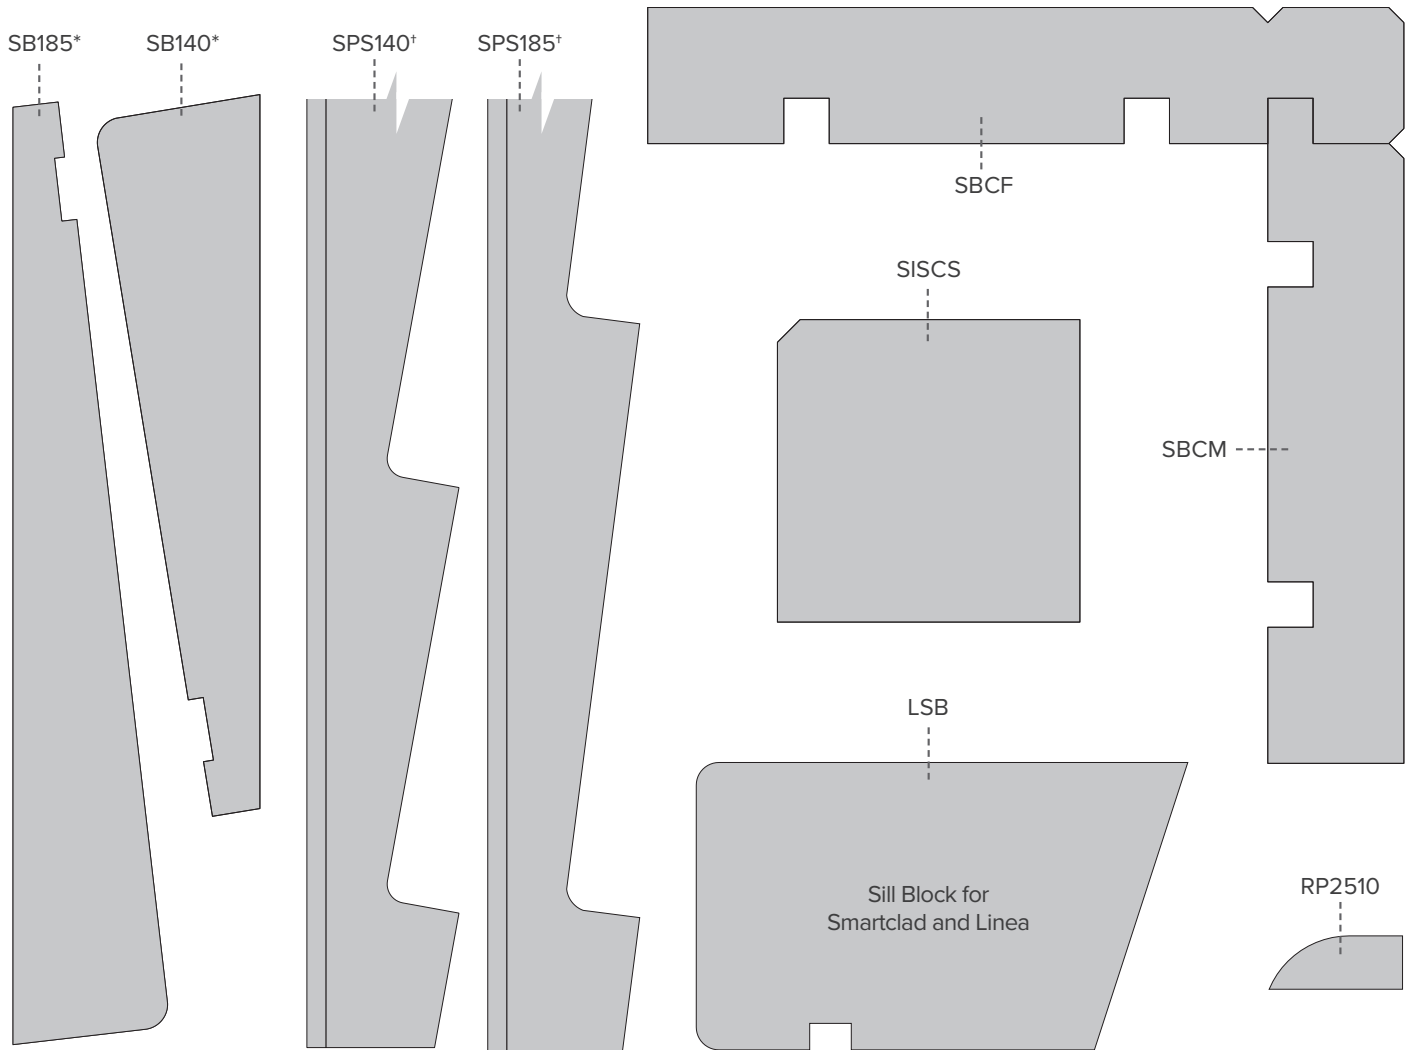 SB185*
SB140*
SPS140†
SPS185†
SBCF
SISCS
SBCM
LSB
Sill Block for
Smartclad and Linea
RP2510